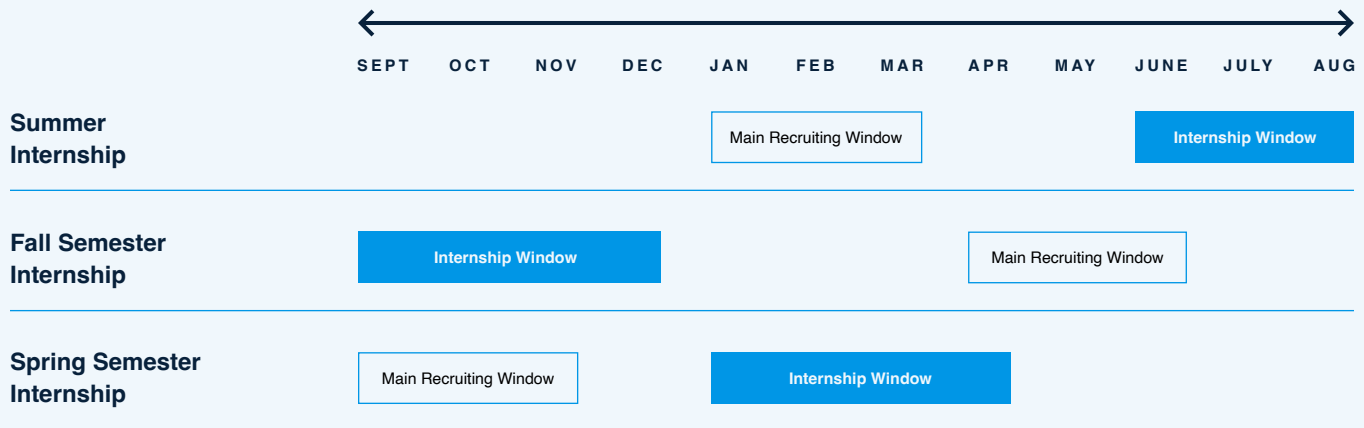 SEPT OCT NOV DEC JAN FEB MAR APR MAY JUNE JULY AUG
Summer
Internship
Main Recruiting Window
Internship Window
Fall Semester
Internship
Internship Window
Main Recruiting Window
Spring Semester
Internship
Main Recruiting Window
Internship Window